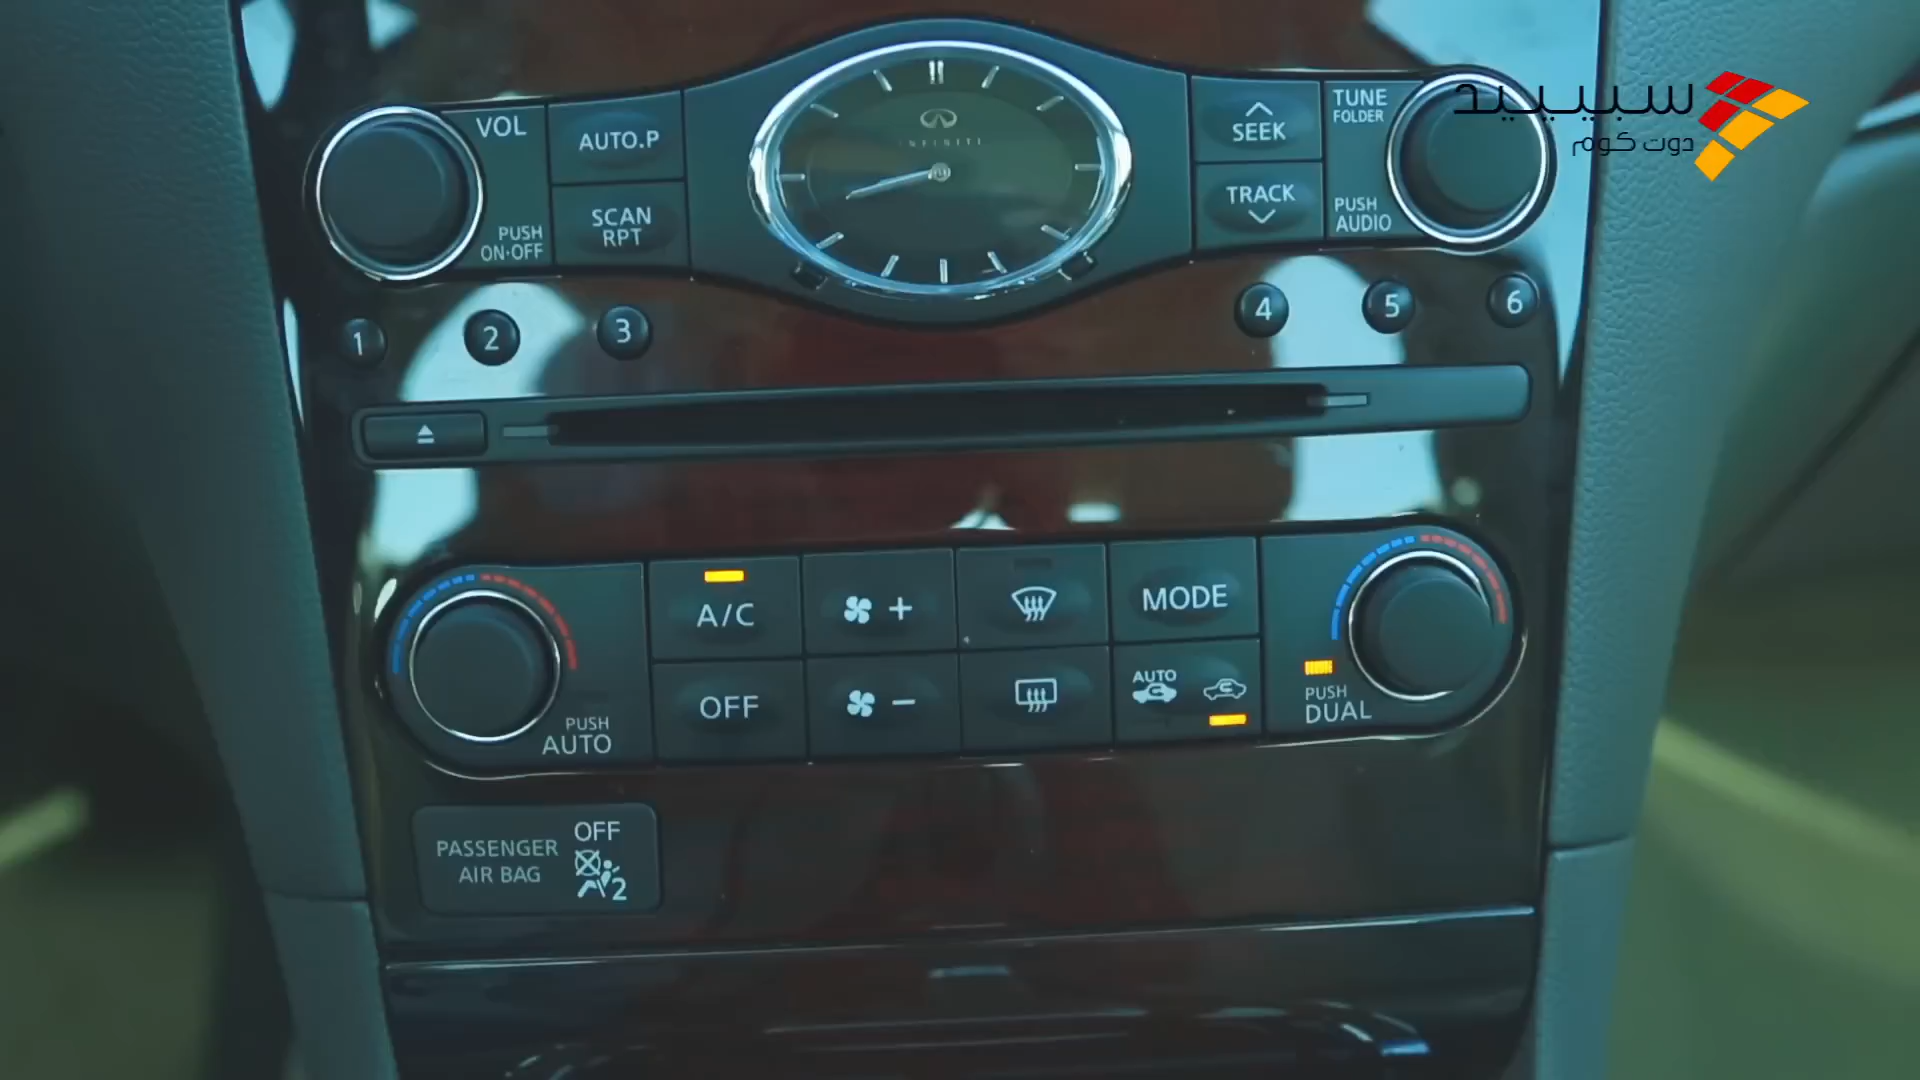 سبيييد
دوت كوم
VOL
PUSH
ON·OFF
AUTO.P
SCAN
RPT
INFINITI
SEEK
TRACK
TUNE
FOLDER
PUSH
AUDIO
1
2
3
4
5
6
PUSH
AUTO
A/C
OFF
+
−
MODE
AUTO
PUSH
DUAL
PASSENGER
AIR BAG
OFF
2